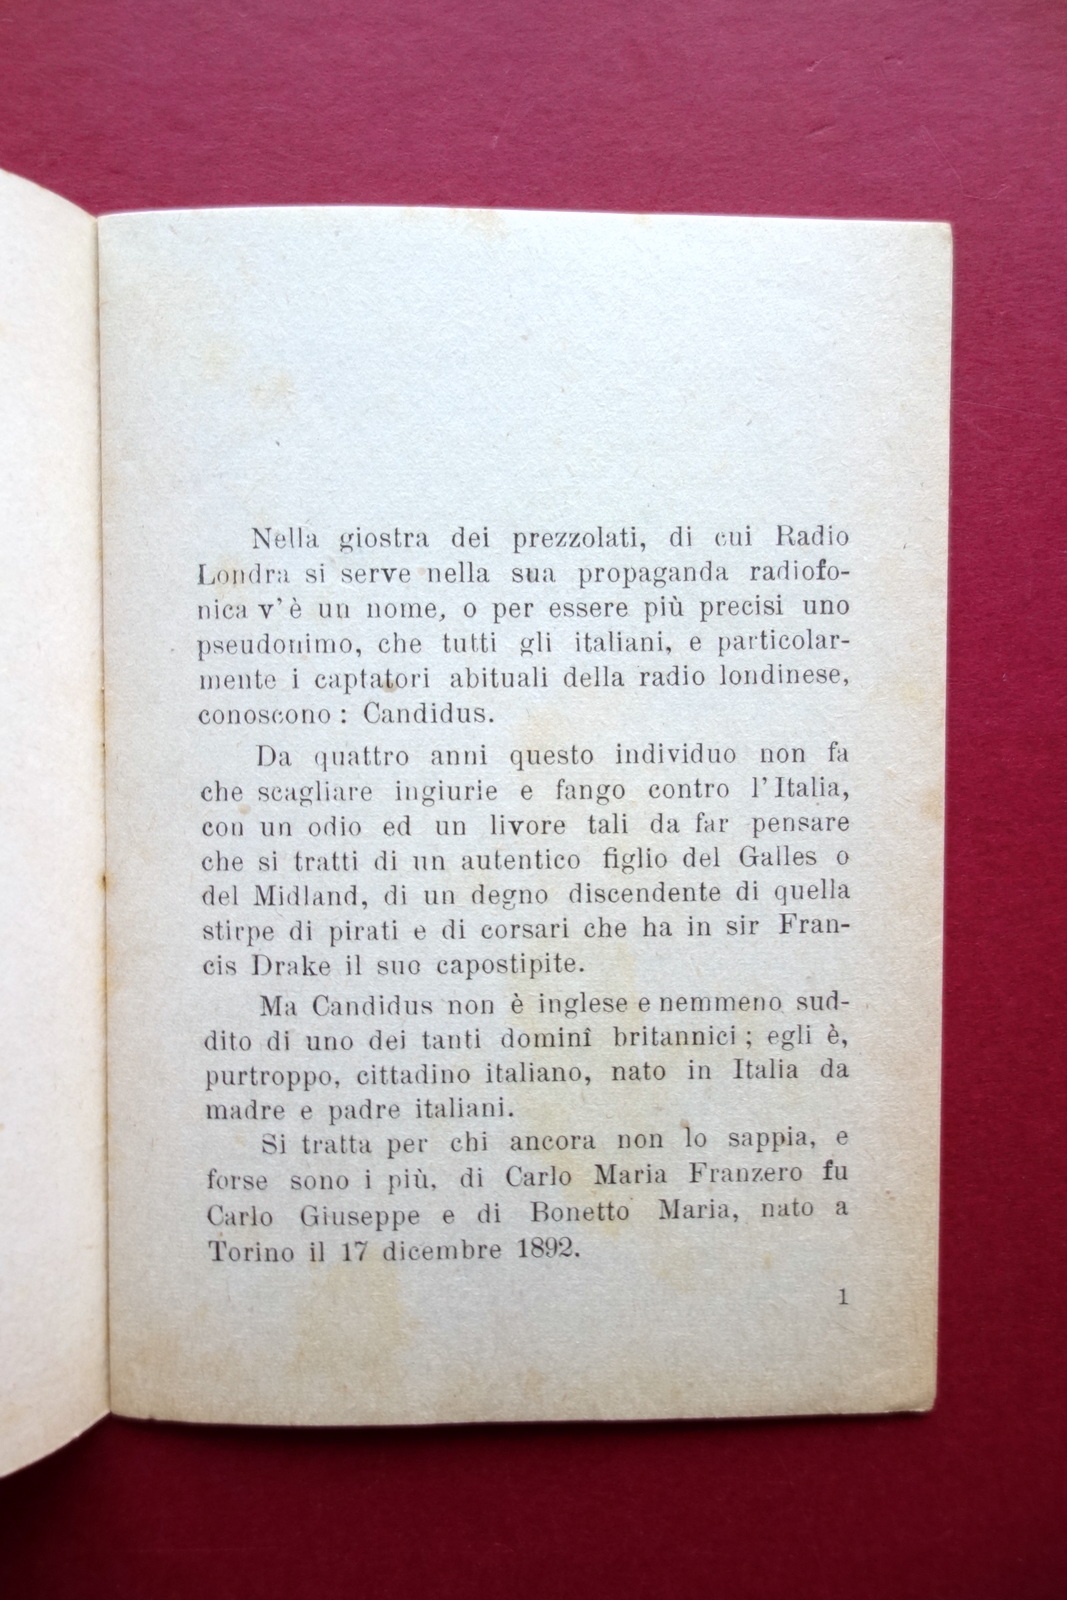 Nella giostra dei prezzolati, di cui Radio
Londra si serve nella sua propaganda radiofo-
nica v'è un nome, o per essere più precisi uno
pseudonimo, che tutti gli italiani, e particolar-
mente i captatori abituali della radio londinese,
conoscono : Candidus.
Da quattro anni questo individuo non fa
che scagliare ingiurie e fango contro l'Italia,
con un odio ed un livore tali da far pensare
che si tratti di un autentico figlio del Galles o
del Midland, di un degno discendente di quella
stirpe di pirati e di corsari che ha in sir Fran-
cis Drake il suo capostipite.
Ma Candidus non è inglese e nemmeno sud-
dito di uno dei tanti dominî britannici ; egli è,
purtroppo, cittadino italiano, nato in Italia da
madre e padre italiani.
Si tratta per chi ancora non lo sappia, e
forse sono i più, di Carlo Maria Franzero fu
Carlo Giuseppe e di Bonetto Maria, nato a
Torino il 17 dicembre 1892.
1